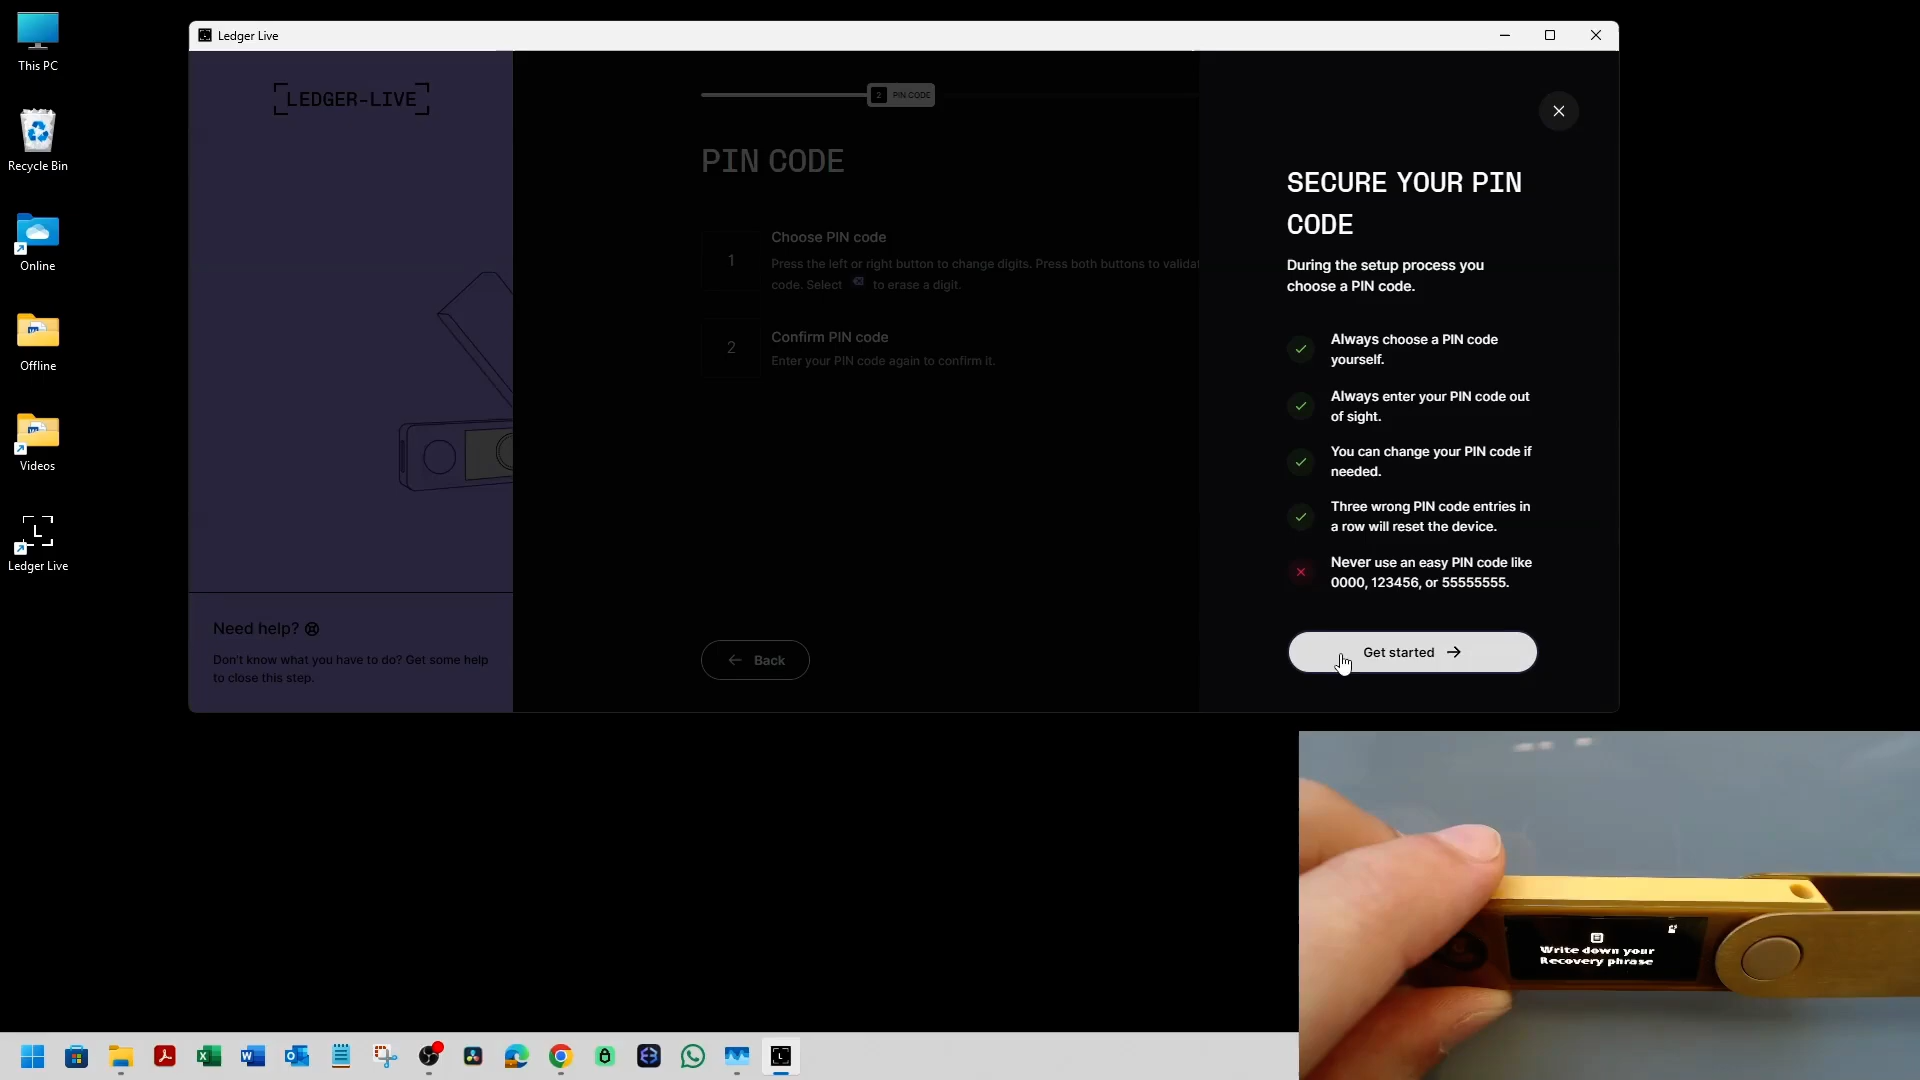 This PC
Recycle Bin
Online
Offline
Videos
L
Ledger Live
Ledger Live
LEDGER-LIVE
Need help?
Don't know what you have to do? Get some help
to close this step.
2 PIN CODE
PIN CODE
1
Choose PIN code
Press the left or right button to change digits. Press both buttons to validat
code. Select to erase a digit.
2
Confirm PIN code
Enter your PIN code again to confirm it.
Back
SECURE YOUR PIN
CODE
During the setup process you
choose a PIN code.
Always choose a PIN code
yourself.
Always enter your PIN code out
of sight.
You can change your PIN code if
needed.
Three wrong PIN code entries in
a row will reset the device.
Never use an easy PIN code like
0000, 123456, or 55555555.
Get started
Write down your
Recovery phrase